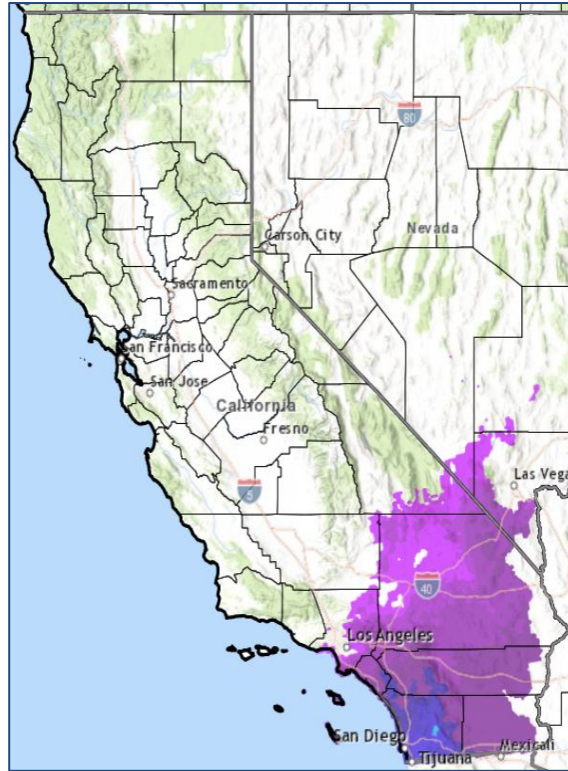 80
Nevada
Carson City
Sacramento
San Francisco
San Jose
California
Fresno
5
Las Vega
40
Los Angeles
San Diego
Tijuana
Mexicali